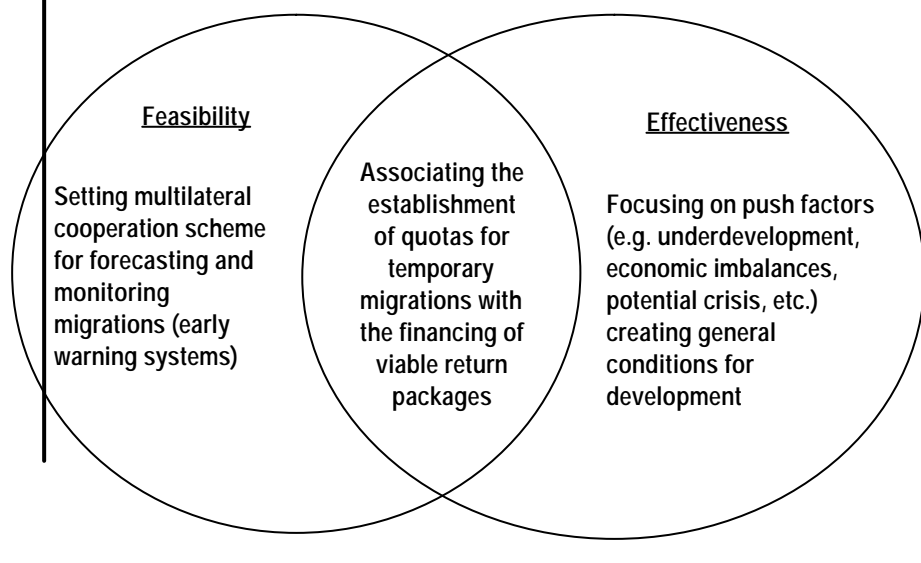 Feasibility
Setting multilateral
cooperation scheme
for forecasting and
monitoring
migrations (early
warning systems)
Associating the
establishment
of quotas for
temporary
migrations with
the financing of
viable return
packages
Effectiveness
Focusing on push factors
(e.g. underdevelopment,
economic imbalances,
potential crisis, etc.)
creating general
conditions for
development